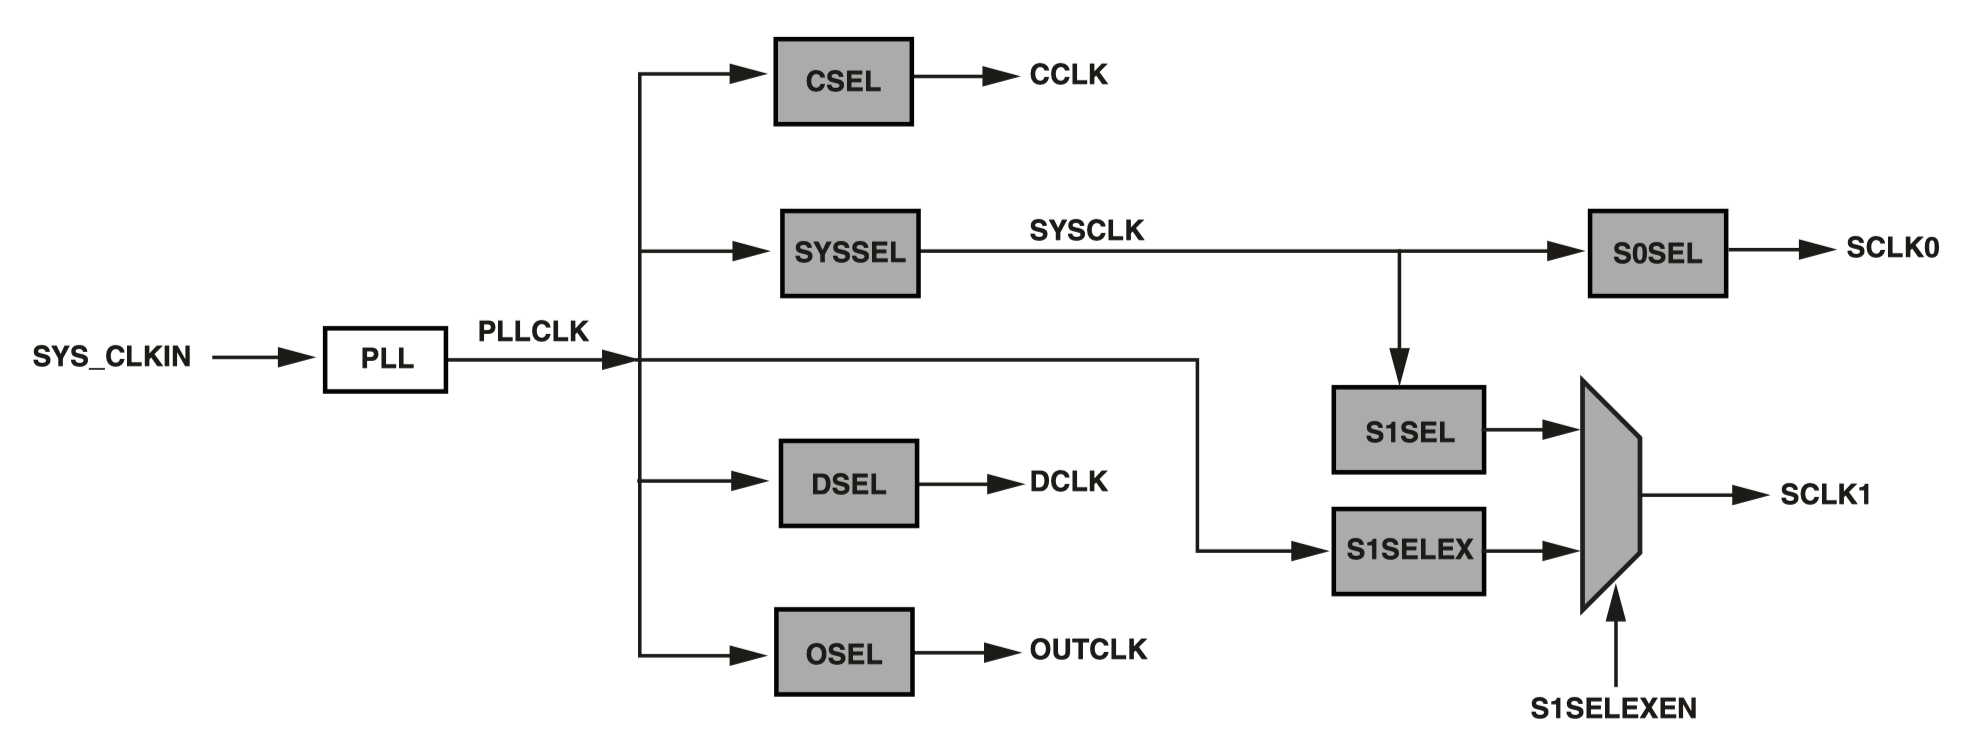 CSEL
CCLK
SYSCLK
SYSSEL
S0SEL
SCLK0
PLLCLK
SYS_CLKIN
PLL
S1SEL
DSEL
DCLK
SCLK1
S1SELEX
OSEL
OUTCLK
S1SELEXEN